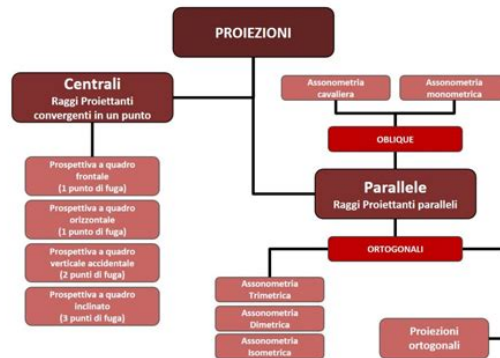 PROIEZIONI
Centrali
Raggi Proiettanti
convergenti in un punto
Prospettiva a quadro
frontale
(1 punto di fuga)
Prospettiva a quadro
orizzontale
(1 punto di fuga)
Prospettiva a quadro
verticale accidentale
(2 punti di fuga)
Prospettiva a quadro
inclinato
(3 punti di fuga)
Assonometria
cavaliera
Assonometria
monometrica
OBLIQUE
Parallele
Raggi Proiettanti paralleli
ORTOGONALI
Assonometria
Trimetrica
Assonometria
Dimetrica
Assonometria
Isometrica
Proiezioni
ortogonali